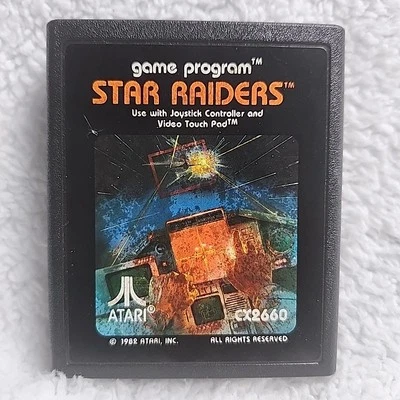 game program™
STAR RAIDERS™
Use with Joystick Controller and
Video Touch Pad™
ATARI®
CX2660
© 1982 ATARI, INC. ALL RIGHTS RESERVED